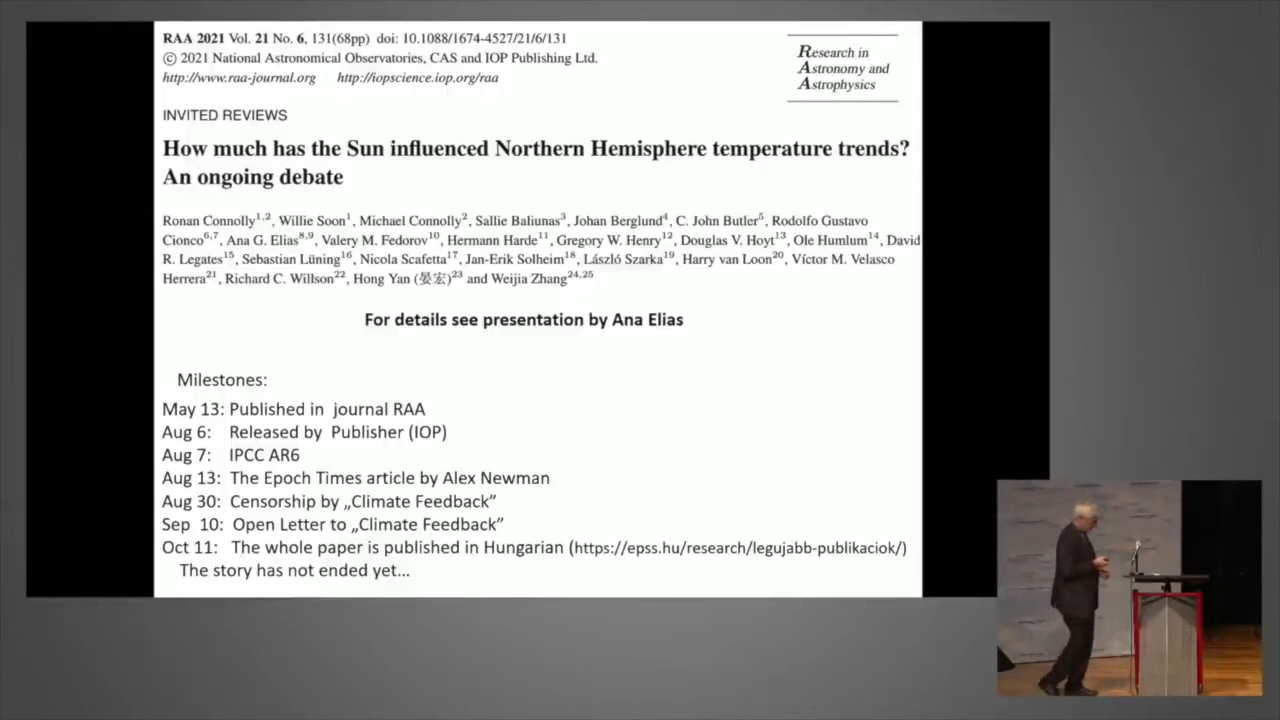 RAA 2021 Vol. 21 No. 6, 131(68pp) doi: 10.1088/1674-4527/21/6/131
© 2021 National Astronomical Observatories, CAS and IOP Publishing Ltd.
http://www.raa-journal.org http://iopscience.iop.org/raa
Research in
Astronomy and
Astrophysics
INVITED REVIEWS
How much has the Sun influenced Northern Hemisphere temperature trends?
An ongoing debate
Ronan Connolly1,2, Willie Soon1, Michael Connolly2, Sallie Baliunas3, Johan Berglund4, C. John Butler5, Rodolfo Gustavo
Cionco6,7, Ana G. Elias8,9, Valery M. Fedorov10, Hermann Harde11, Gregory W. Henry12, Douglas V. Hoyt13, Ole Humlum14, David
R. Legates15, Sebastian Lüning16, Nicola Scafetta17, Jan-Erik Solheim18, László Szarka19, Harry van Loon20, Víctor M. Velasco
Herrera21, Richard C. Willson22, Hong Yan (晏宏)23 and Weijia Zhang24,25
For details see presentation by Ana Elias
Milestones:
May 13: Published in journal RAA
Aug 6: Released by Publisher (IOP)
Aug 7: IPCC AR6
Aug 13: The Epoch Times article by Alex Newman
Aug 30: Censorship by „Climate Feedback”
Sep 10: Open Letter to „Climate Feedback”
Oct 11: The whole paper is published in Hungarian (https://epss.hu/research/legujabb-publikaciok/)
The story has not ended yet…